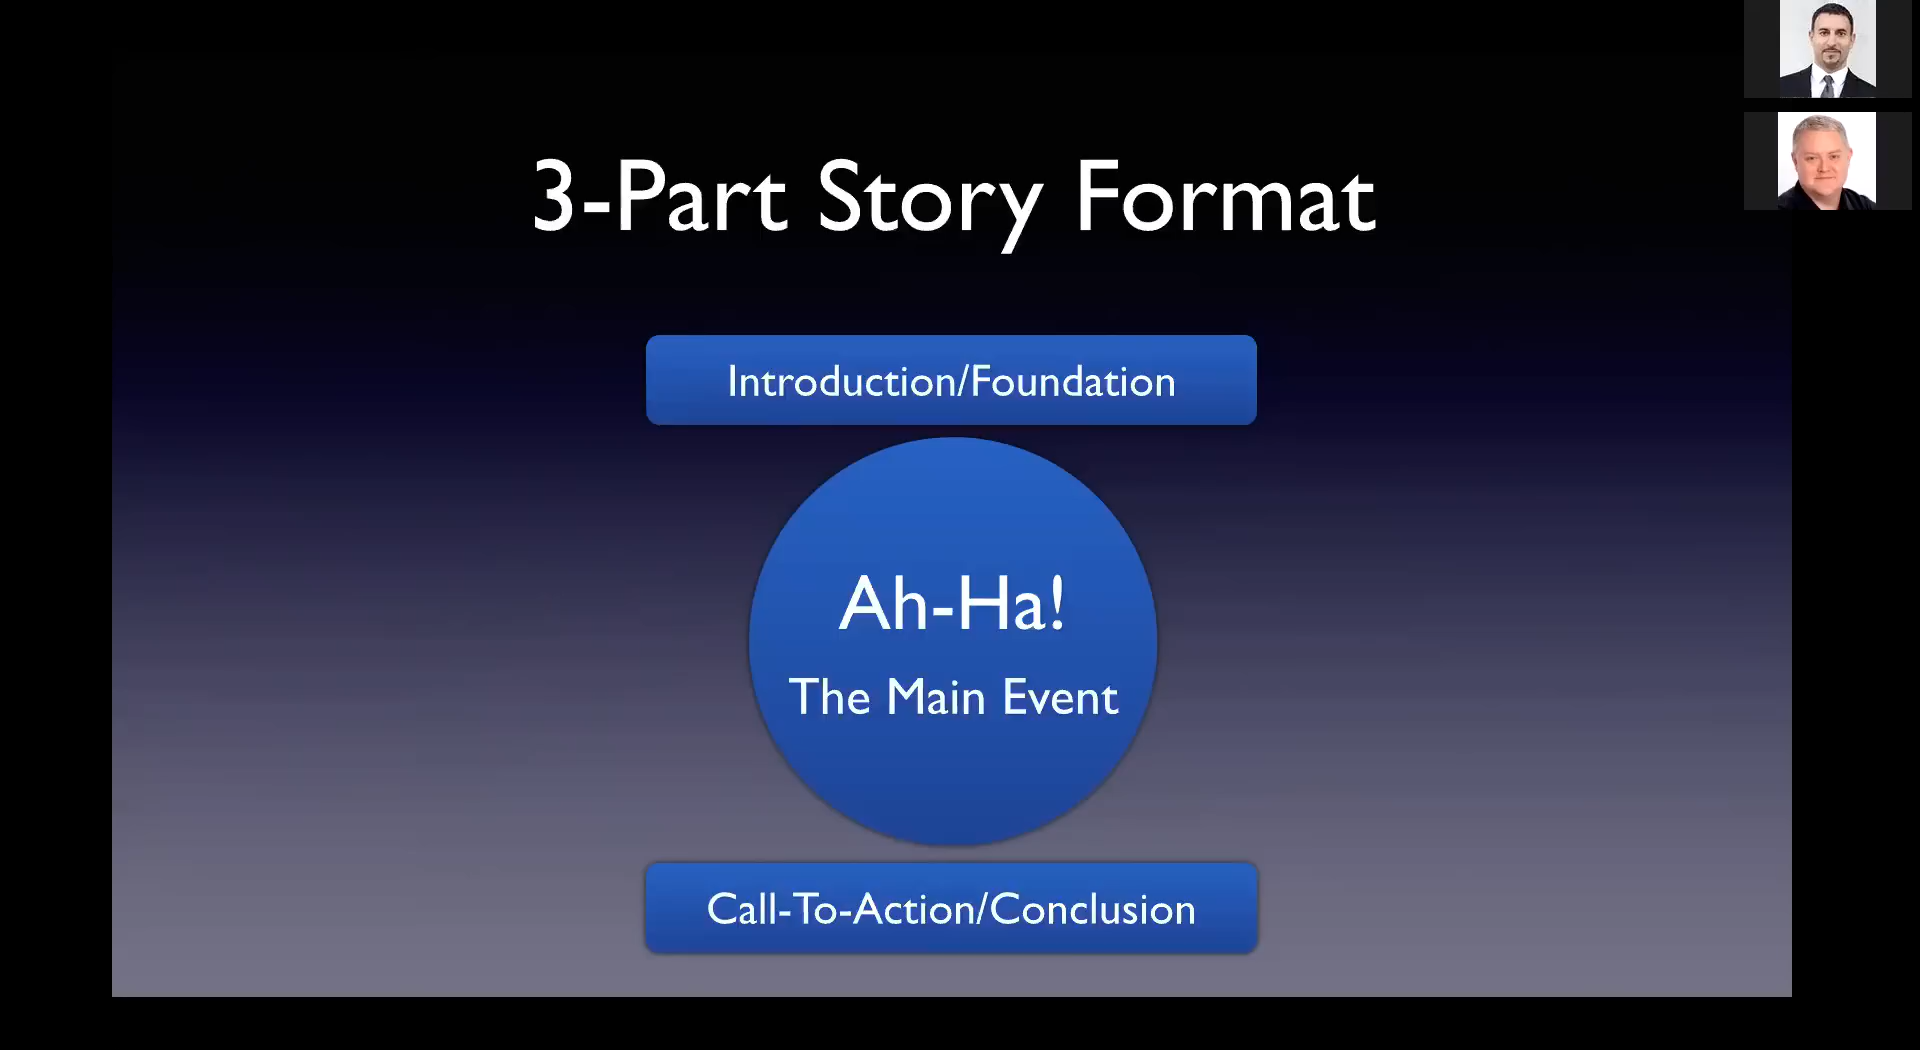 3-Part Story Format
Introduction/Foundation
Ah-Ha!
The Main Event
Call-To-Action/Conclusion